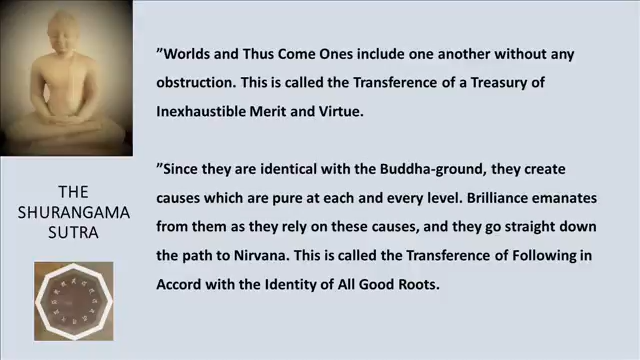 ”Worlds and Thus Come Ones include one another without any
obstruction. This is called the Transference of a Treasury of
Inexhaustible Merit and Virtue.
”Since they are identical with the Buddha-ground, they create
causes which are pure at each and every level. Brilliance emanates
from them as they rely on these causes, and they go straight down
the path to Nirvana. This is called the Transference of Following in
Accord with the Identity of All Good Roots.
THE
SHURANGAMA
SUTRA